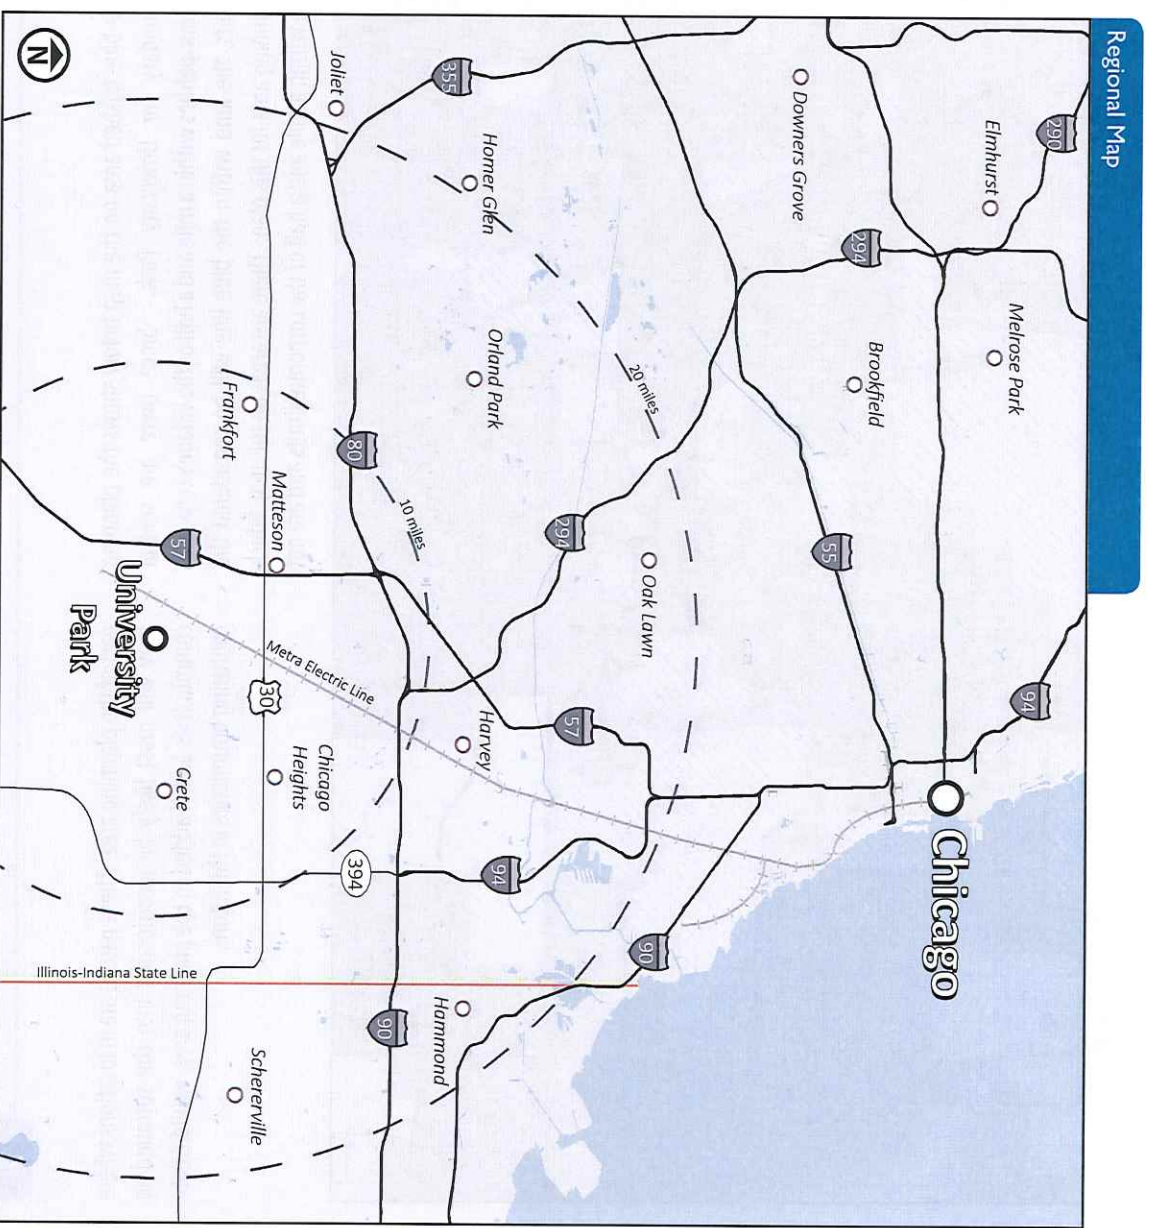 Regional Map
290
94
Melrose Park
Elmhurst
Chicago
Brookfield
294
55
Downers Grove
90
Oak Lawn
20 miles
57
294
94
Orland Park
Homer Glen
Harvey
355
Hammond
10 miles
90
80
394
Joliet
Chicago
Heights
Metra Electric Line
Matteson
30
Schererville
Frankfort
57
Crete
University
Park
Illinois-Indiana State Line
N